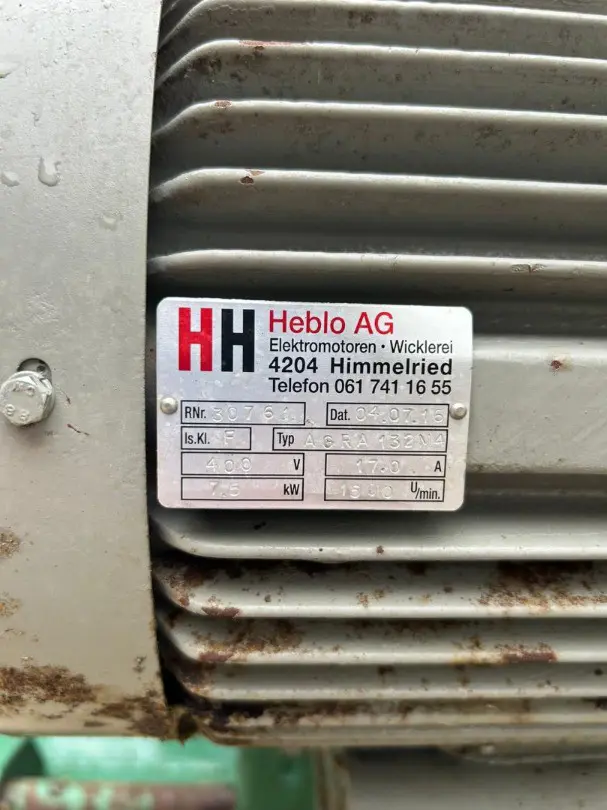 HH Heblo AG
Elektromotoren · Wicklerei
4204 Himmelried
Telefon 061 741 16 55
RNr. 30761 Dat. 04.07.15
Is.Kl. F Typ AGRA 132M4
400 V 17.0 A
7.5 kW 1500 U/min.